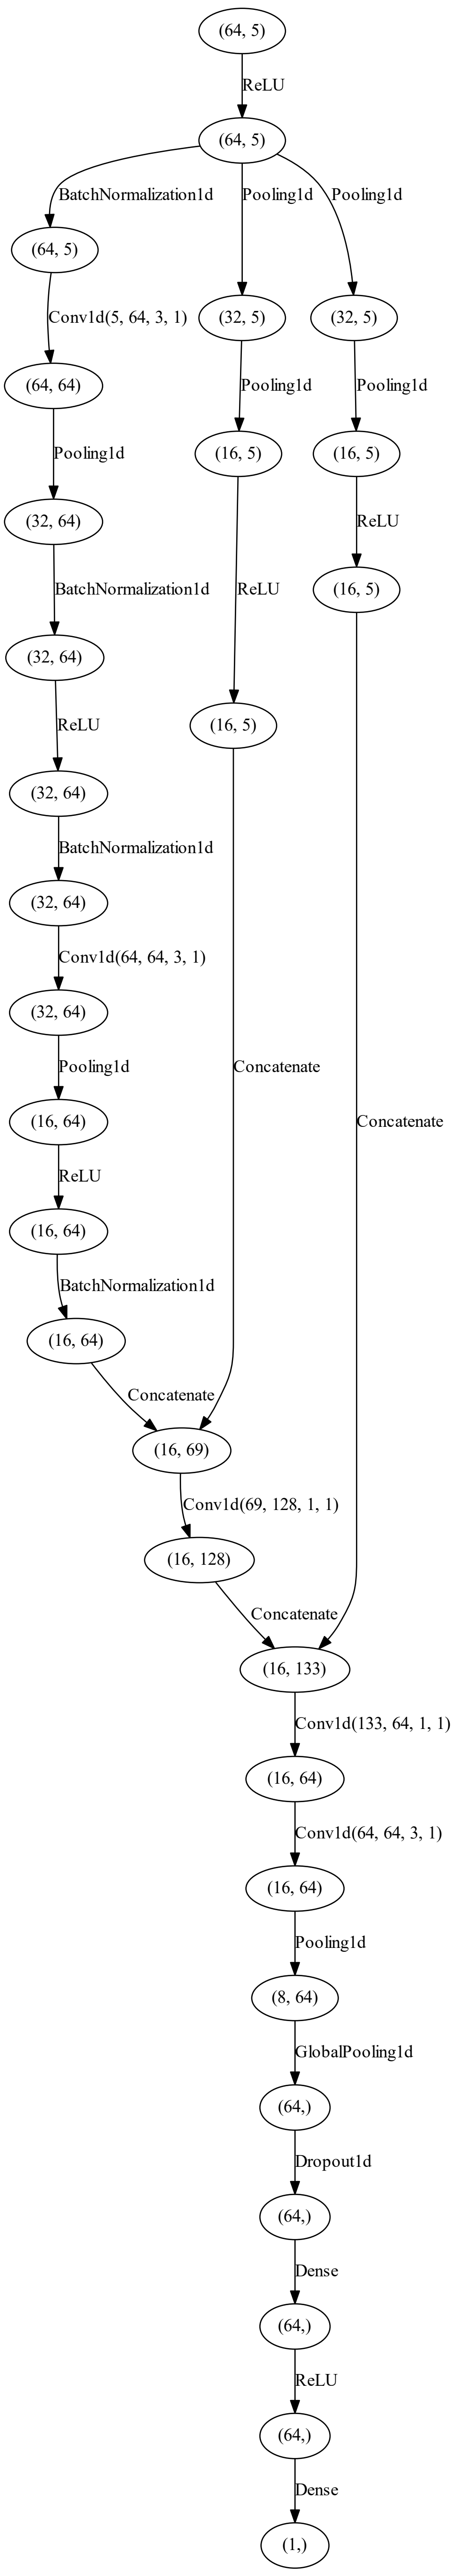 (64, 5)
ReLU
(64, 5)
BatchNormalization1d
Pooling1d
Pooling1d
(64, 5)
Conv1d(5, 64, 3, 1)
(32, 5)
(32, 5)
(64, 64)
Pooling1d
Pooling1d
Pooling1d
(16, 5)
(16, 5)
(32, 64)
ReLU
BatchNormalization1d
ReLU
(16, 5)
(32, 64)
ReLU
(16, 5)
(32, 64)
BatchNormalization1d
(32, 64)
Conv1d(64, 64, 3, 1)
(32, 64)
Pooling1d
Concatenate
(16, 64)
Concatenate
ReLU
(16, 64)
BatchNormalization1d
(16, 64)
Concatenate
(16, 69)
Conv1d(69, 128, 1, 1)
(16, 128)
Concatenate
(16, 133)
Conv1d(133, 64, 1, 1)
(16, 64)
Conv1d(64, 64, 3, 1)
(16, 64)
Pooling1d
(8, 64)
GlobalPooling1d
(64,)
Dropout1d
(64,)
Dense
(64,)
ReLU
(64,)
Dense
(1,)